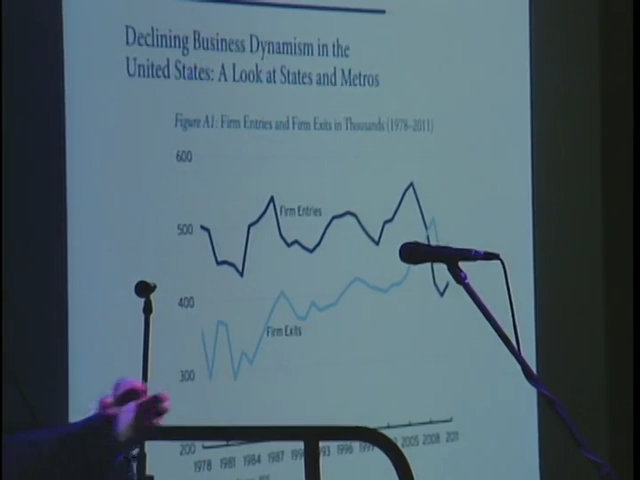 Declining Business Dynamism in the
United States: A Look at States and Metros
Figure A1: Firm Entries and Firm Exits in Thousands (1978-2011)
600
Firm Entries
500
400
Firm Exits
300
200
1978 1981 1984 1987 1996 2005 2008 2011